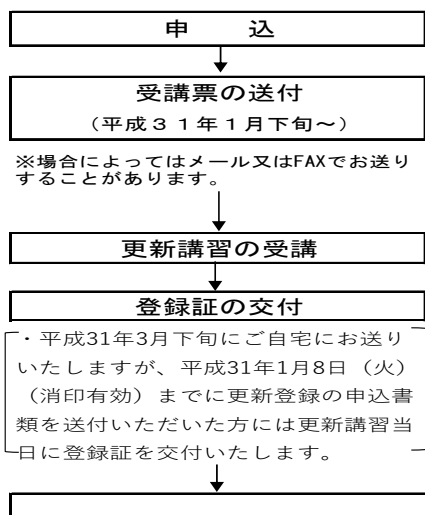 申　　込
受講票の送付
（平成３１年１月下旬～）
※場合によってはメール又はFAXでお送り
することがあります。
更新講習の受講
登録証の交付
・平成31年3月下旬にご自宅にお送り
いたしますが、平成31年1月8日（火）
（消印有効）までに更新登録の申込書
類を送付いただいた方には更新講習当
日に登録証を交付いたします。